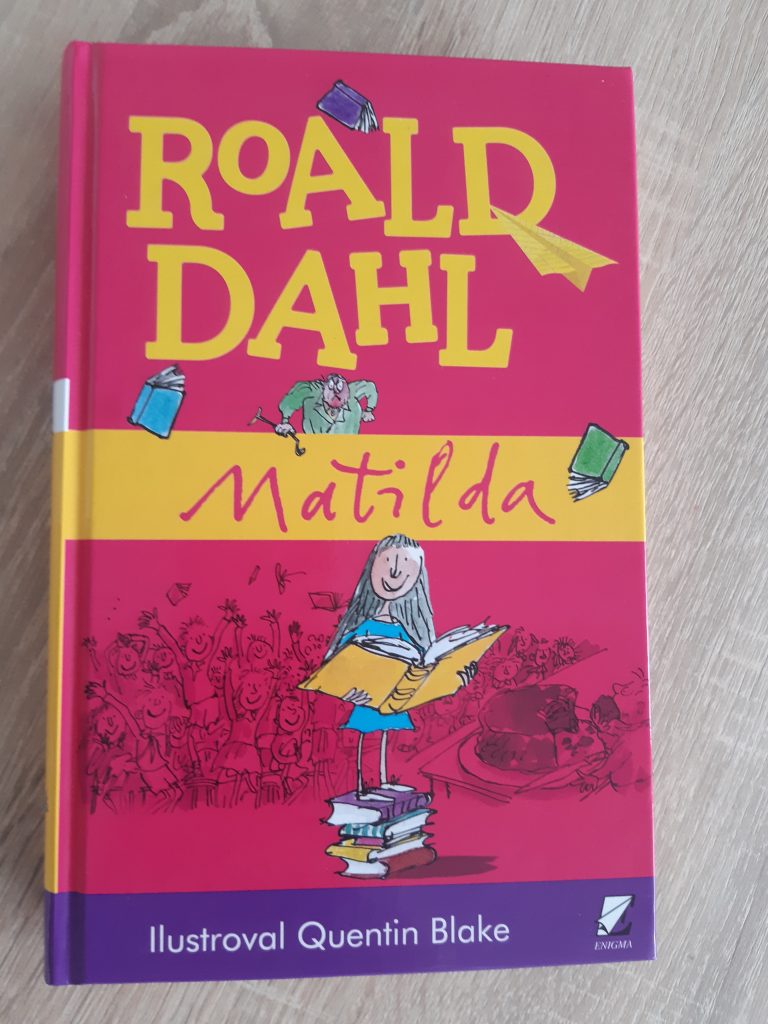 ROALD
DAHL
Matilda
Ilustroval Quentin Blake
ENIGMA